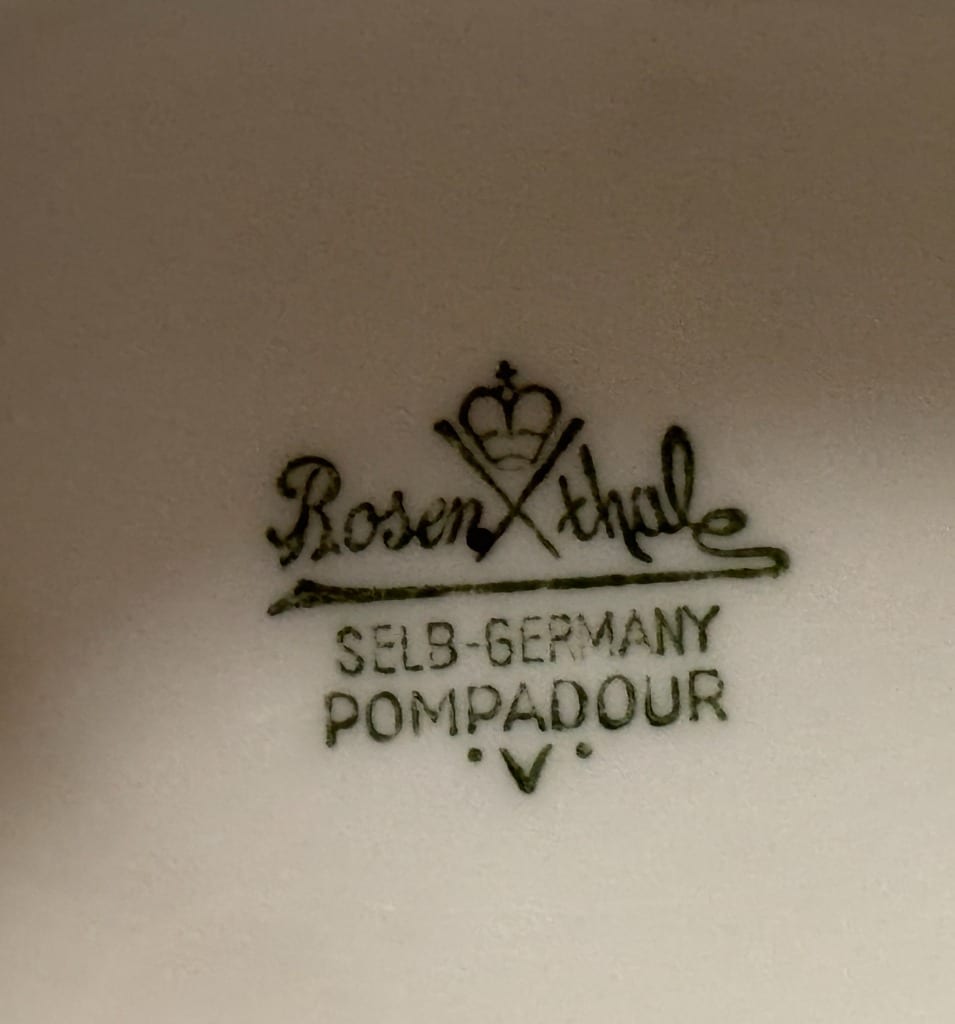 Rosenthal
SELB-GERMANY
POMPADOUR
. V .